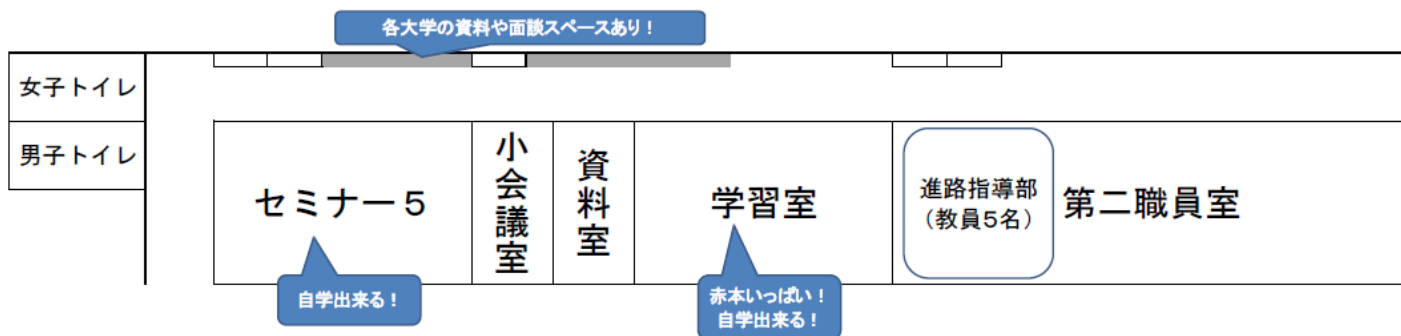 各大学の資料や面談スペースあり！
女子トイレ
男子トイレ
セミナー５
小会議室
資料室
学習室
進路指導部
（教員5名）
第二職員室
自学出来る！
赤本いっぱい！
自学出来る！